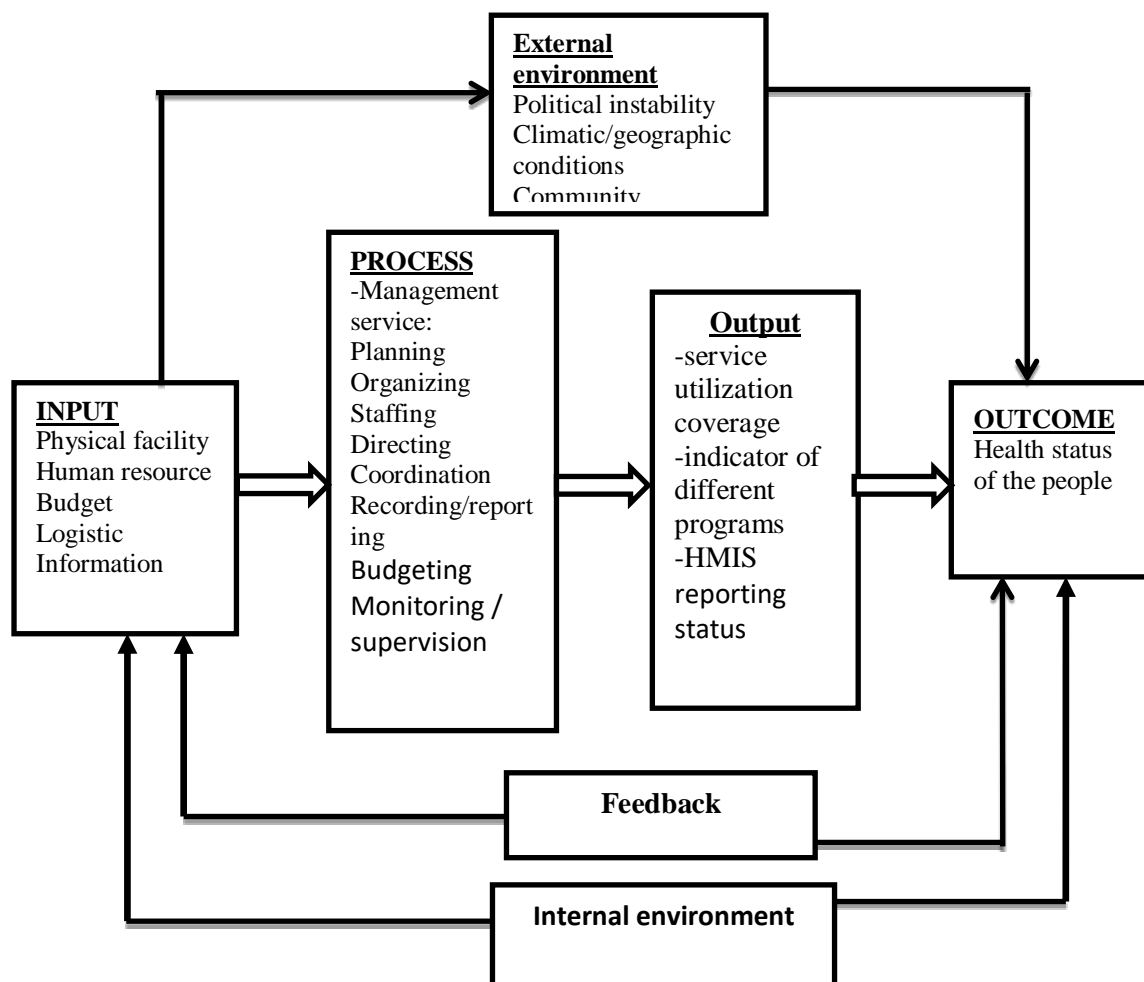 External
environment
Political instability
Climatic/geographic
conditions
Community
PROCESS
-Management
service:
Planning
Organizing
Staffing
Directing
Coordination
Recording/report
ing
Budgeting
Monitoring /
supervision
Output
-service
utilization
coverage
-indicator of
different
programs
-HMIS
reporting
status
INPUT
Physical facility
Human resource
Budget
Logistic
Information
OUTCOME
Health status
of the people
Feedback
Internal environment